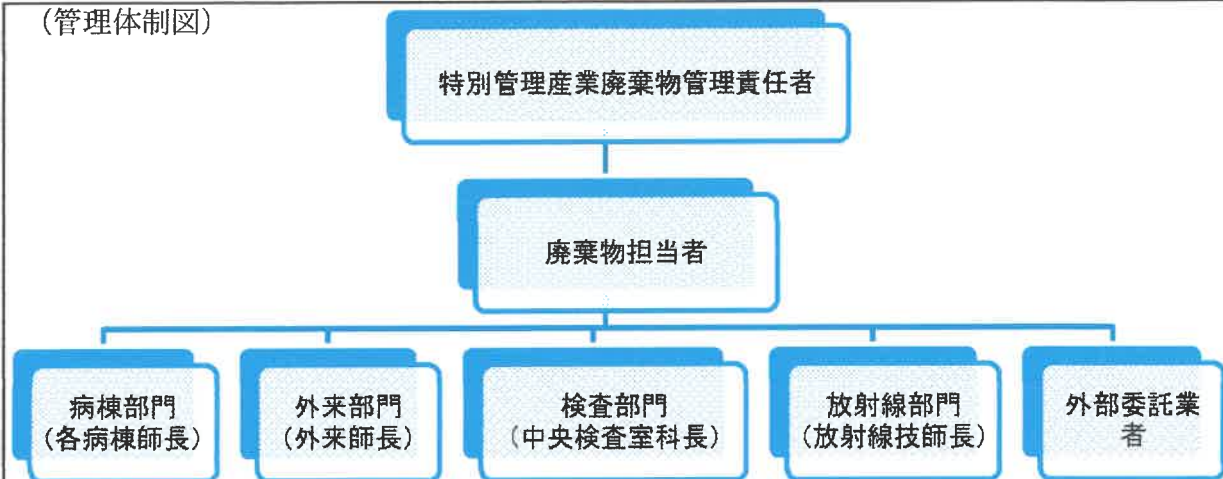 (管理体制図)
特別管理産業廃棄物管理責任者
廃棄物担当者
病棟部門
(各病棟師長)
外来部門
(外来師長)
検査部門
(中央検査室科長)
放射線部門
(放射線技師長)
外部委託業
者